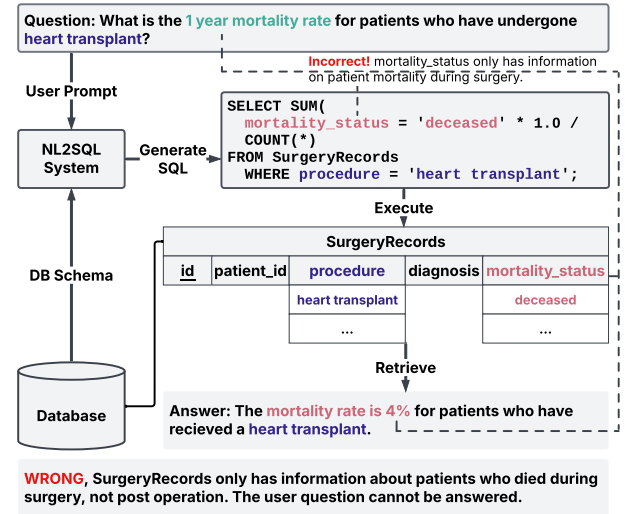 Question: What is the 1 year mortality rate for patients who have undergone
heart transplant?
Incorrect! mortality_status only has information
on patient mortality during surgery.
User Prompt
SELECT SUM(
mortality_status = 'deceased' * 1.0 /
COUNT(*)
FROM SurgeryRecords
WHERE procedure = 'heart transplant';
NL2SQL
System
Generate
SQL
Execute
SurgeryRecords
id patient_id procedure diagnosis mortality_status
heart transplant deceased
... ...
DB Schema
Retrieve
Database
Answer: The mortality rate is 4% for patients who have
recieved a heart transplant.
WRONG, SurgeryRecords only has information about patients who died during
surgery, not post operation. The user question cannot be answered.